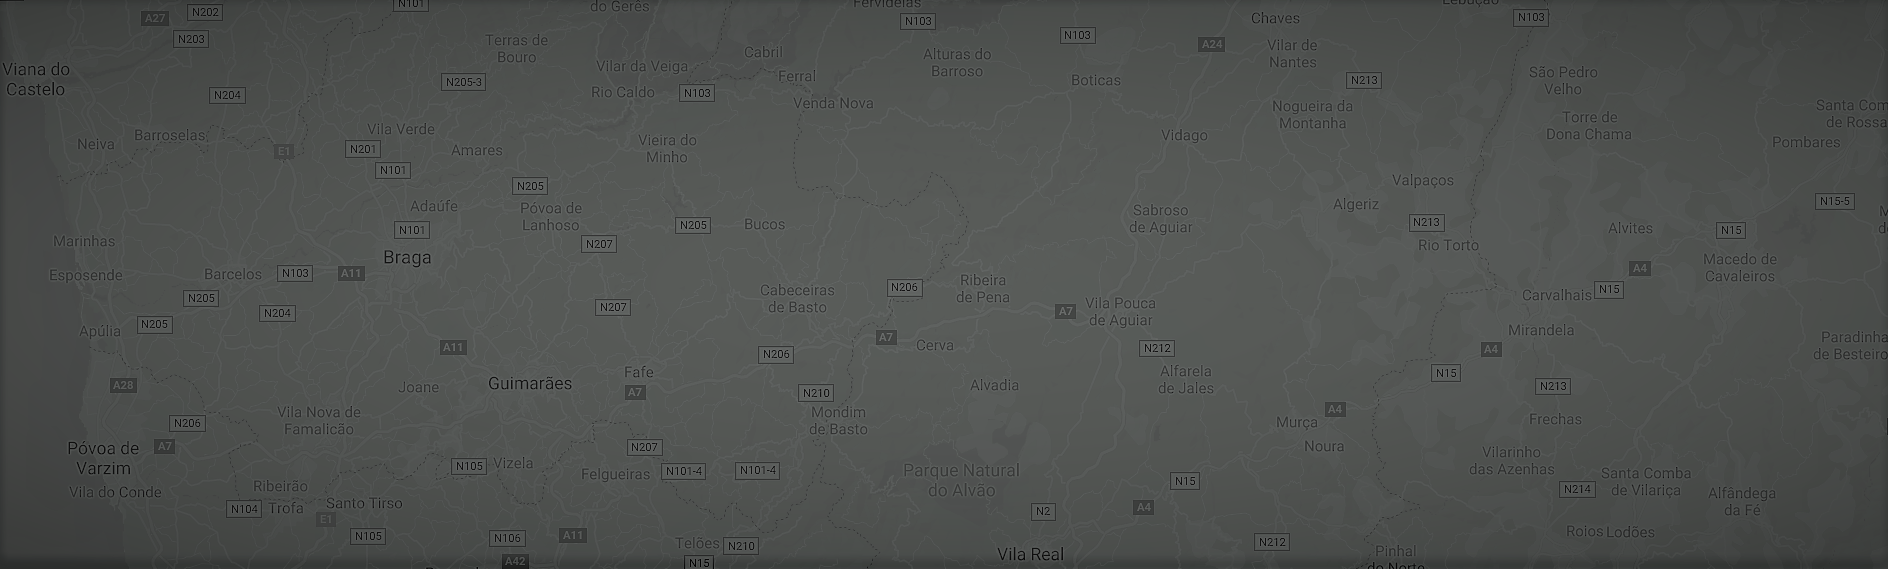 N101
do Gerês
Fervidelas
N202
A27
N103
Chaves
N103
N203
Terras de
Bouro
Cabril
Alturas do
Barroso
N103
A24
Vilar de
Nantes
Viana do
Castelo
N205-3
Vilar da Veiga
Ferral
Boticas
N213
São Pedro
Velho
N204
Rio Caldo
N103
Venda Nova
Nogueira da
Montanha
Torre de
Dona Chama
Santa Com
de Rossa
Neiva
Barroselas
Vila Verde
Vidago
Pombares
E1
N201
Amares
Vieira do
Minho
N101
N205
Valpaços
Adaúfe
Póvoa de
Lanhoso
N205
Bucos
Sabroso
de Aguiar
Algeriz
N15-5
N101
N213
Alvites
N15
Marinhas
N207
Rio Torto
Braga
Macedo de
Cavaleiros
Esposende
Barcelos
N103
A11
A4
N205
N204
N207
Cabeceiras
de Basto
N206
Ribeira
de Pena
Carvalhais
N15
Apúlia
N205
A7
Vila Pouca
de Aguiar
Mirandela
A11
A7
Cerva
N212
A4
Paradinha
de Besteiro
N206
A28
Joane
Guimarães
Fafe
A7
Alvadia
Alfarela
de Jales
N15
N213
N210
N206
Vila Nova de
Famalicão
Mondim
de Basto
Murça
A4
Frechas
Póvoa de
Varzim
A7
N207
Noura
N105
Vizela
Felgueiras
N101-4
N101-4
Parque Natural
do Alvão
N15
Vilarinho
das Azenhas
Santa Comba
de Vilariça
Vila do Conde
Ribeirão
N214
Alfândega
da Fé
N104
Trofa
Santo Tirso
E1
N2
A4
N105
N106
A11
Telões
N210
N212
Roios
Lodões
A42
N15
Vila Real
Pinhal
do Norte